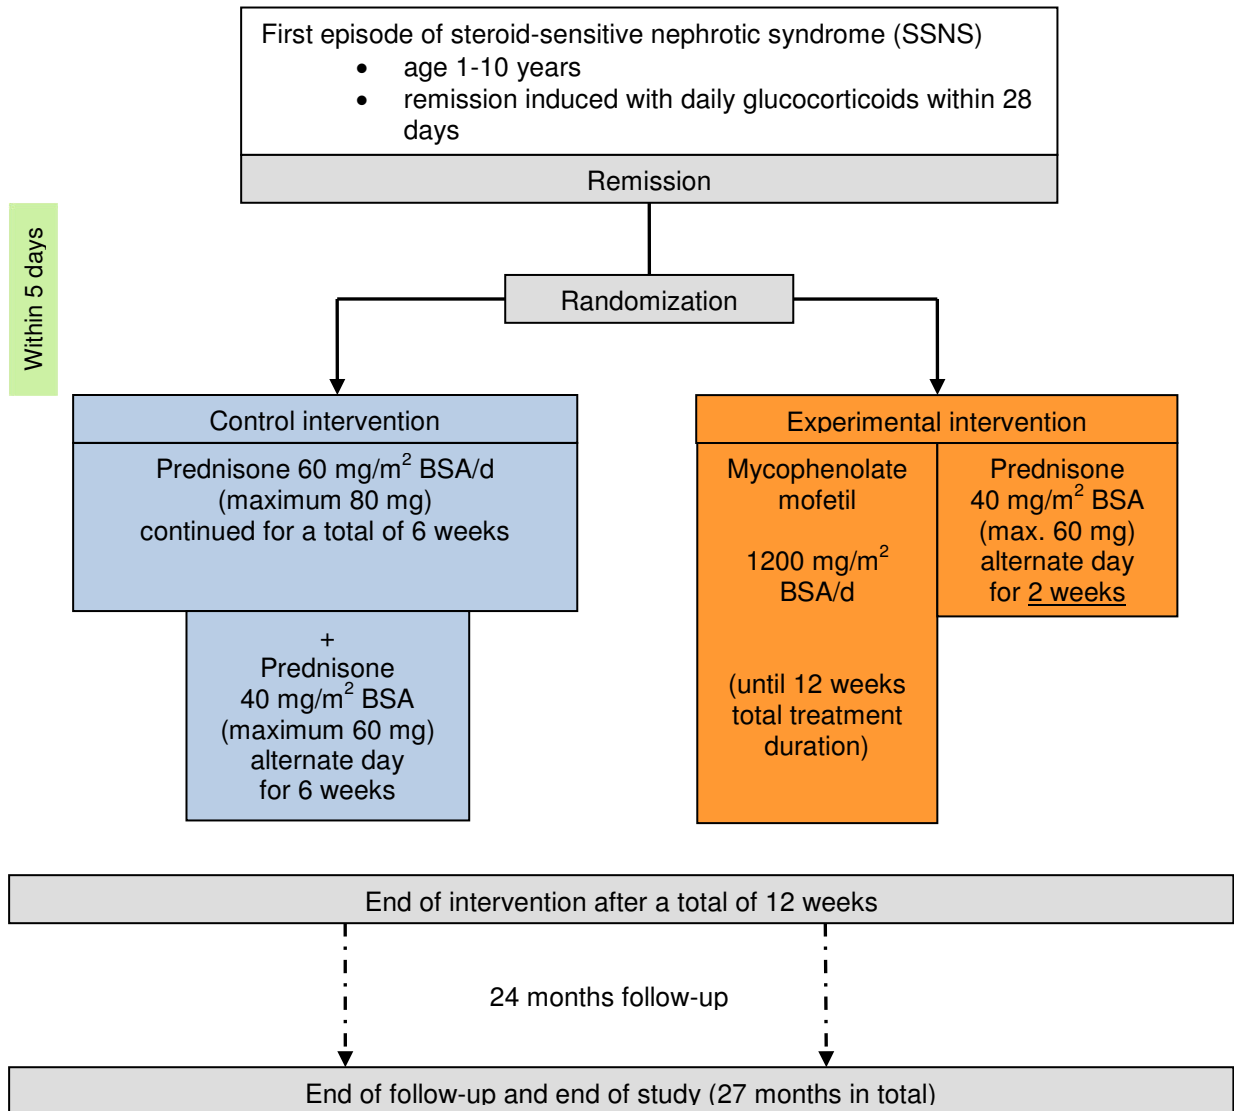 First episode of steroid-sensitive nephrotic syndrome (SSNS)
• age 1-10 years
• remission induced with daily glucocorticoids within 28
days
Remission
Within 5 days
Randomization
Control intervention
Prednisone 60 mg/m² BSA/d
(maximum 80 mg)
continued for a total of 6 weeks
+
Prednisone
40 mg/m² BSA
(maximum 60 mg)
alternate day
for 6 weeks
Experimental intervention
Mycophenolate
mofetil
1200 mg/m²
BSA/d
(until 12 weeks
total treatment
duration)
Prednisone
40 mg/m² BSA
(max. 60 mg)
alternate day
for 2 weeks
End of intervention after a total of 12 weeks
24 months follow-up
End of follow-up and end of study (27 months in total)